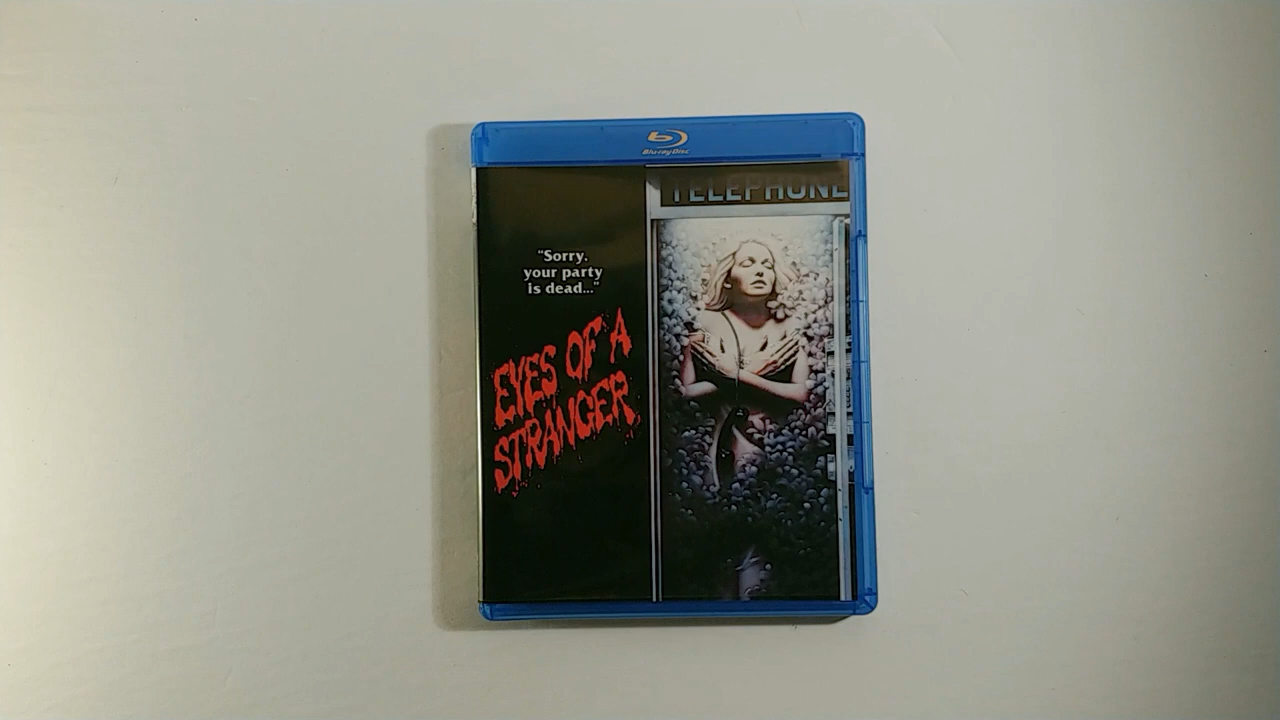 Blu-ray Disc
TELEPHONE
"Sorry,
your party
is dead..."
EYES OF A
STRANGER